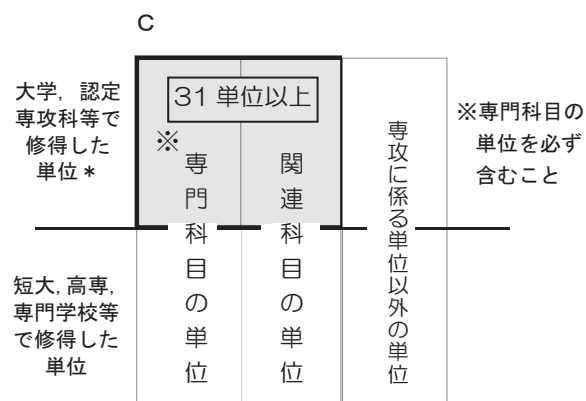 C
大学，認定
専攻科等で
修得した
単位＊
31 単位以上
※
専門科目の単位
関連科目の単位
専攻に係る単位以外の単位
※専門科目の
単位を必ず
含むこと
短大，高専，
専門学校等
で修得した
単位